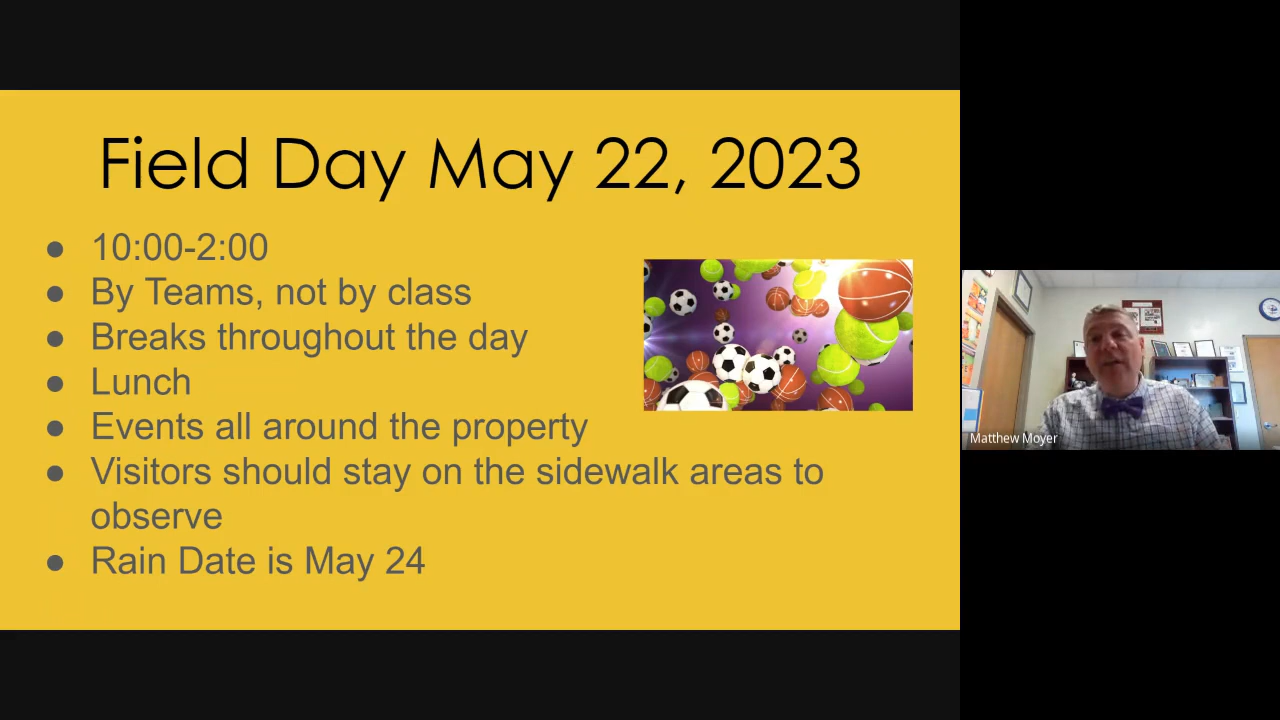 Field Day May 22, 2023
● 10:00-2:00
● By Teams, not by class
● Breaks throughout the day
● Lunch
● Events all around the property
● Visitors should stay on the sidewalk areas to
observe
● Rain Date is May 24
Matthew Moyer